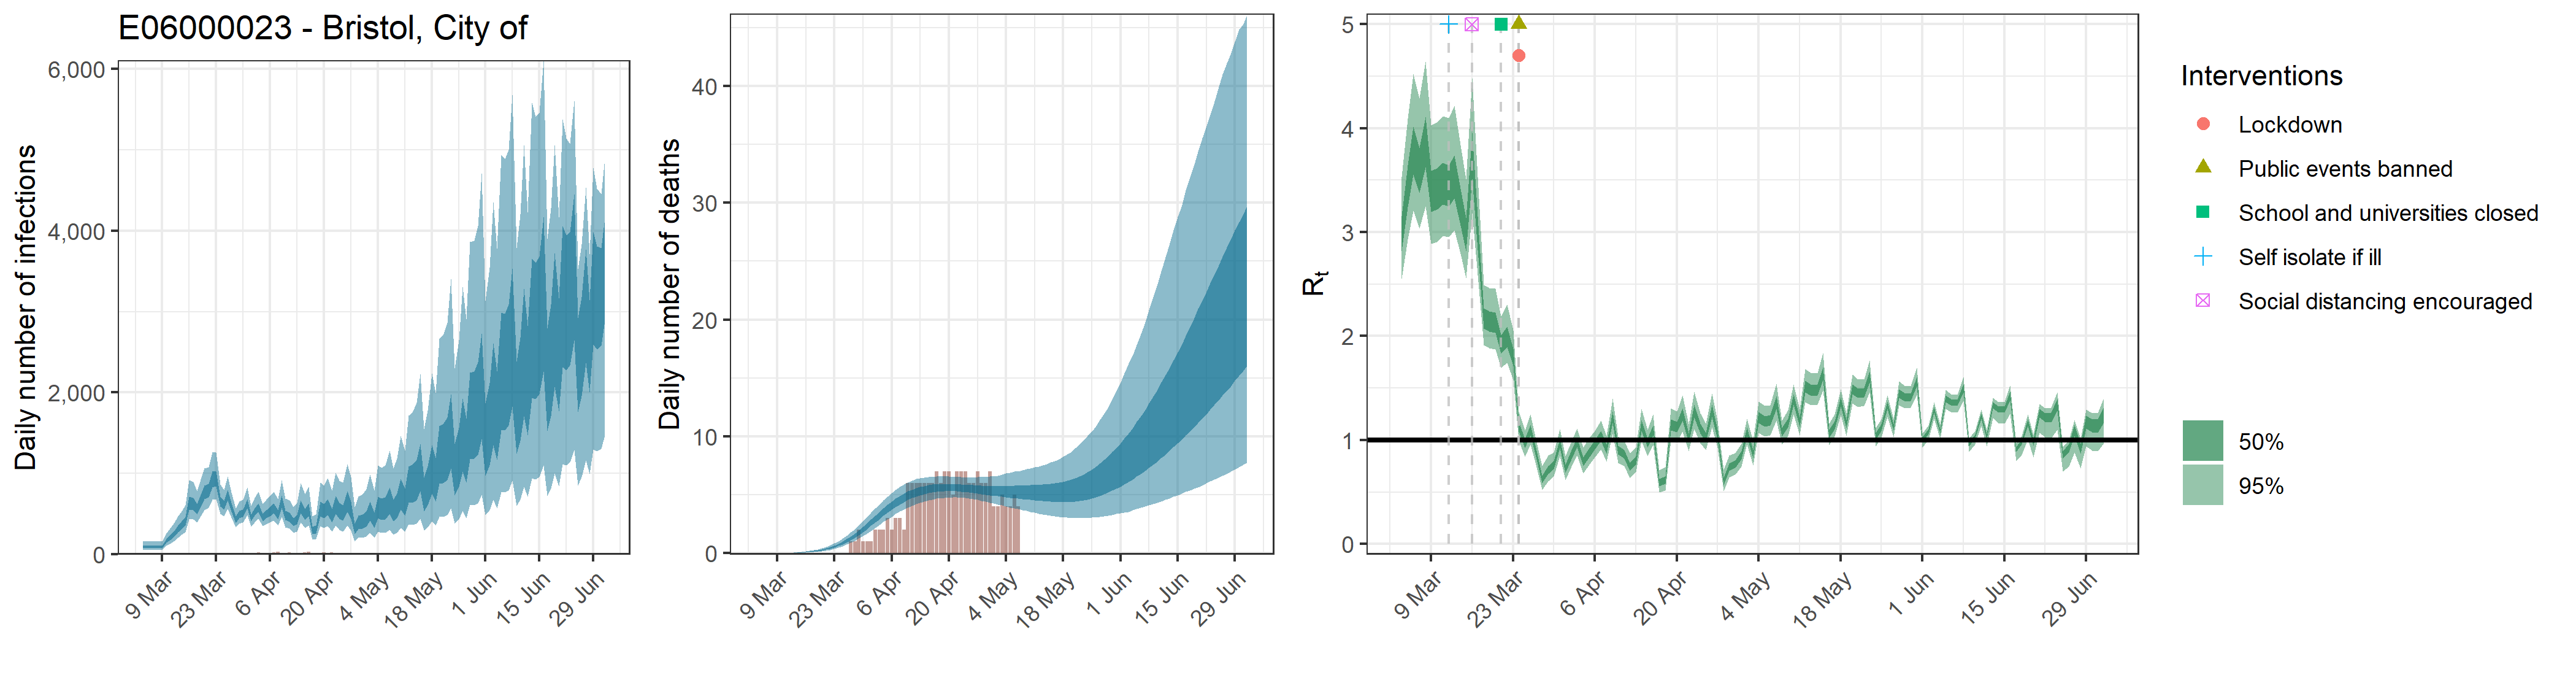 E06000023 - Bristol, City of
Daily number of infections
6,000
4,000
2,000
0
9 Mar
23 Mar
6 Apr
20 Apr
4 May
18 May
1 Jun
15 Jun
29 Jun
Daily number of deaths
40
30
20
10
0
9 Mar
23 Mar
6 Apr
20 Apr
4 May
18 May
1 Jun
15 Jun
29 Jun
Rt
5
4
3
2
1
0
9 Mar
23 Mar
6 Apr
20 Apr
4 May
18 May
1 Jun
15 Jun
29 Jun
Interventions
Lockdown
Public events banned
School and universities closed
Self isolate if ill
Social distancing encouraged
50%
95%